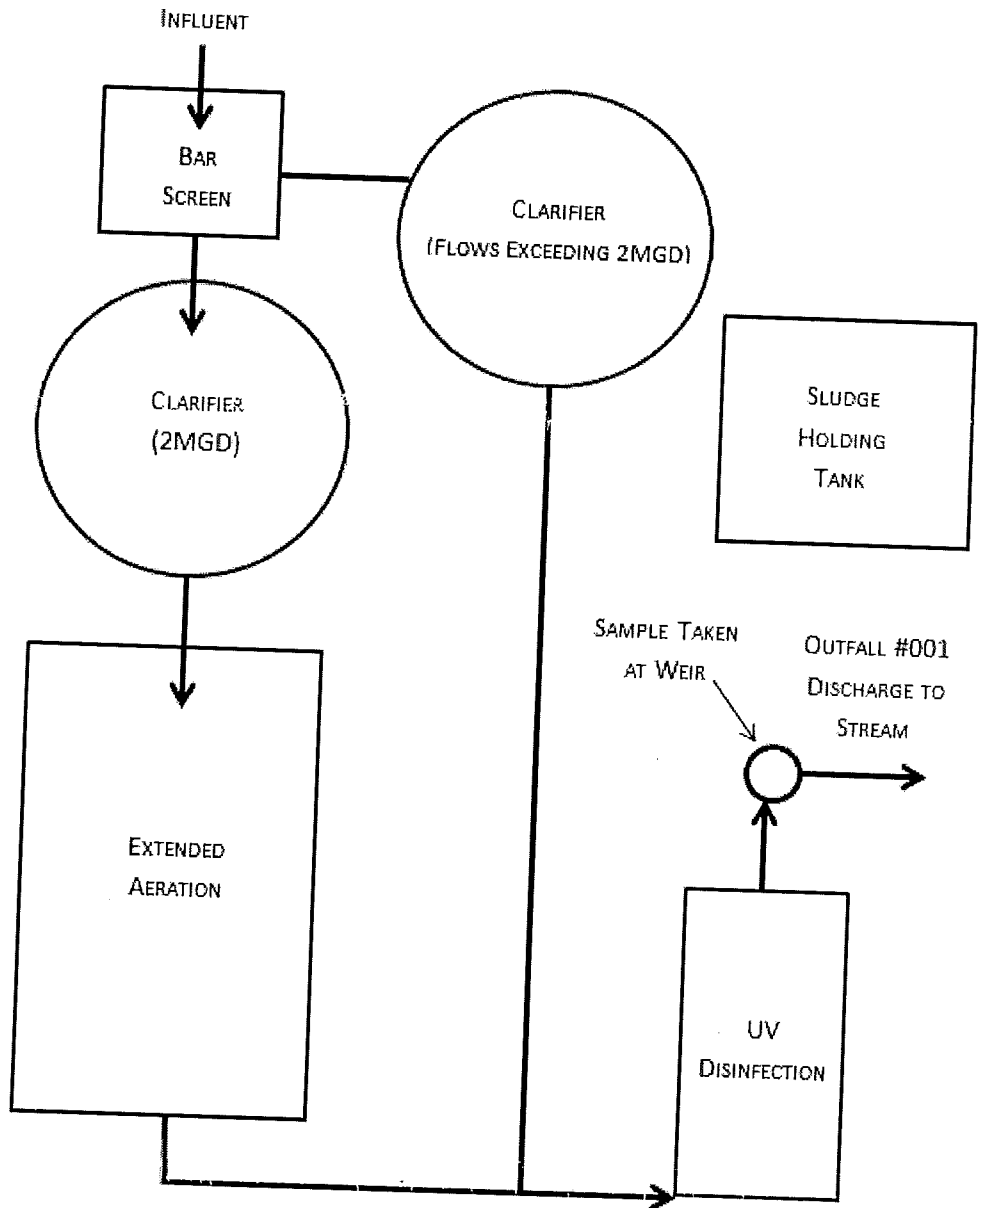 INFLUENT
BAR
SCREEN
CLARIFIER
(FLOWS EXCEEDING 2MGD)
CLARIFIER
(2MGD)
SLUDGE
HOLDING
TANK
SAMPLE TAKEN
AT WEIR
OUTFALL #001
DISCHARGE TO
STREAM
EXTENDED
AERATION
UV
DISINFECTION